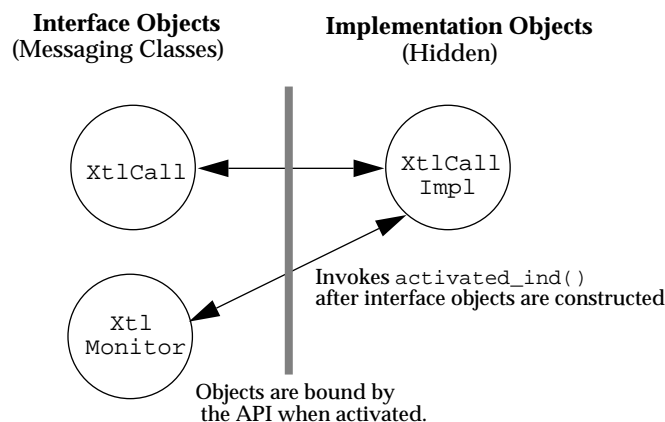 Interface Objects
(Messaging Classes)
Implementation Objects
(Hidden)
XtlCall
XtlCall
Impl
Invokes activated_ind()
after interface objects are constructed
Xtl
Monitor
Objects are bound by
the API when activated.